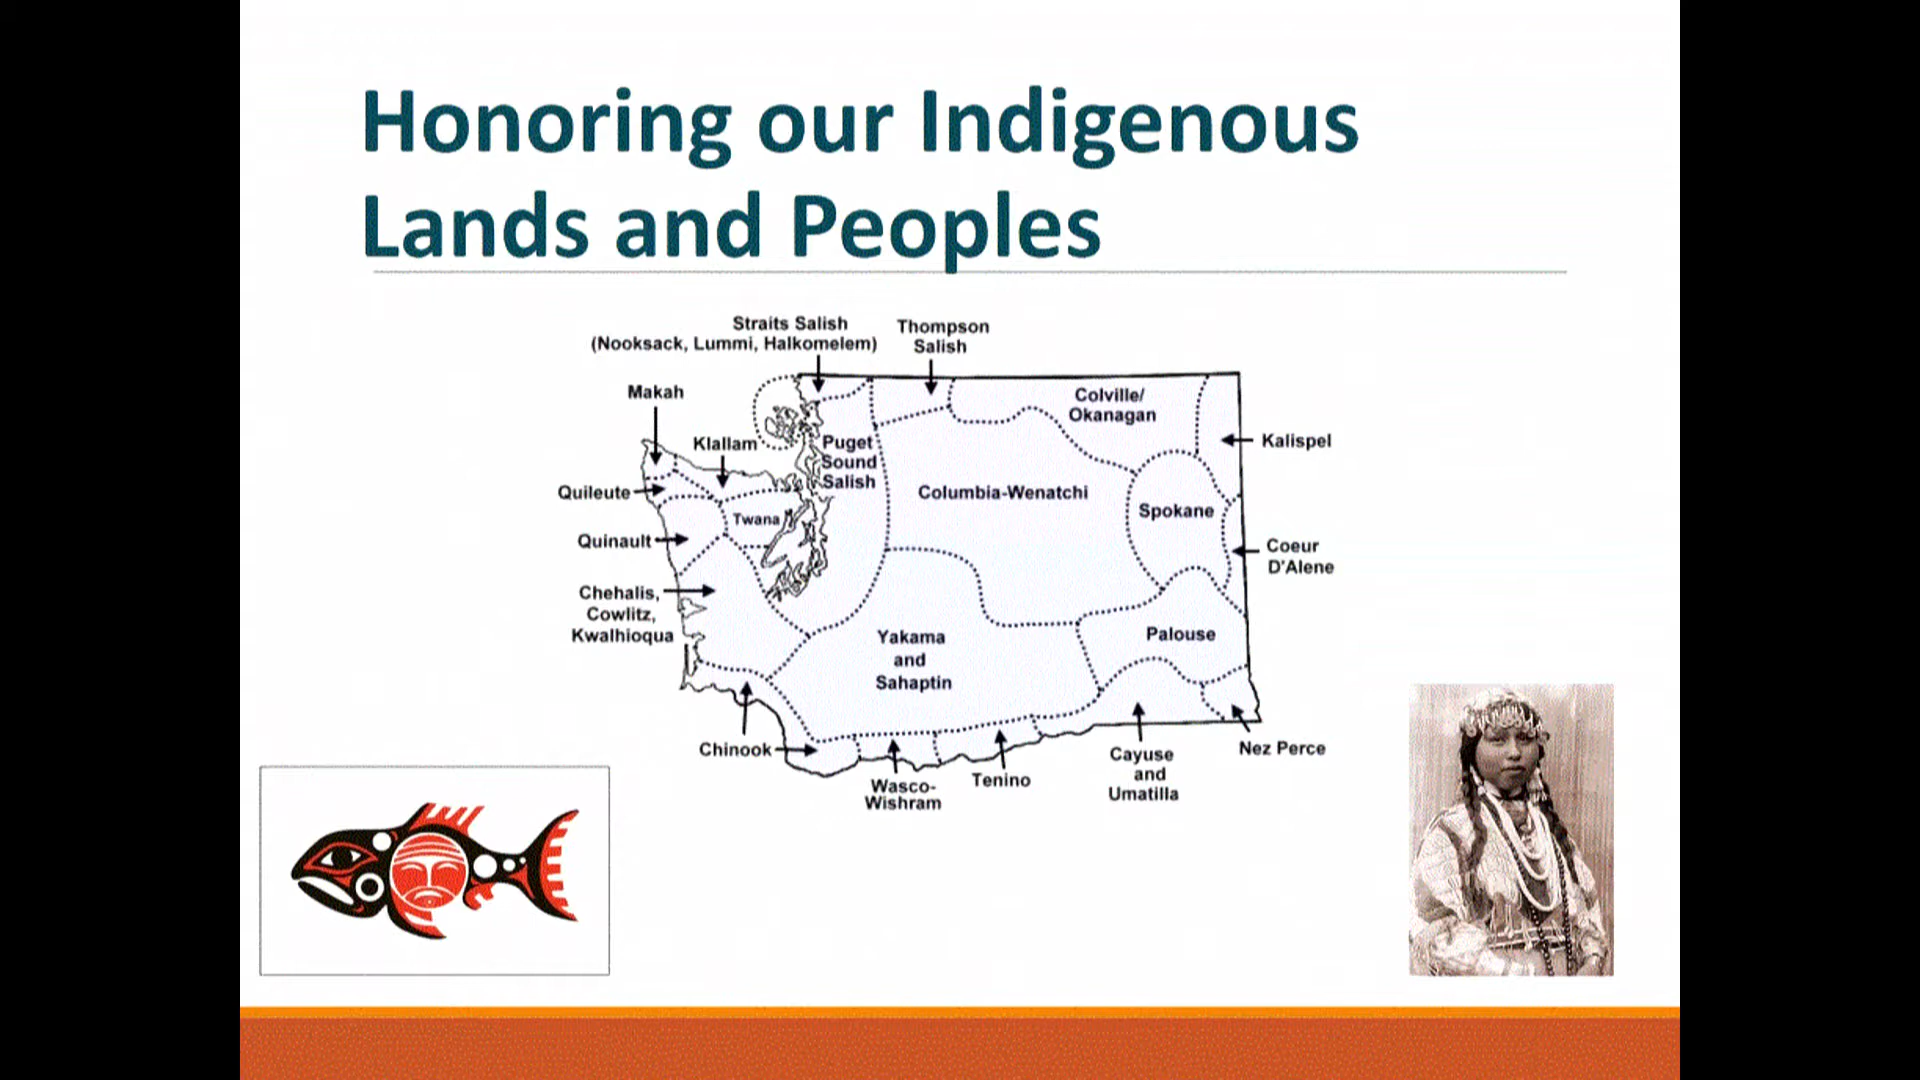 Honoring our Indigenous
Lands and Peoples
Straits Salish
(Nooksack, Lummi, Halkomelem)
Thompson
Salish
Makah
Colville/
Okanagan
Klallam
Puget
Sound
Salish
Kalispel
Quileute
Columbia-Wenatchi
Spokane
Twana
Quinault
Coeur
D'Alene
Chehalis,
Cowlitz,
Kwalhioqua
Yakama
and
Sahaptin
Palouse
Chinook
Wasco-
Wishram
Tenino
Cayuse
and
Umatilla
Nez Perce